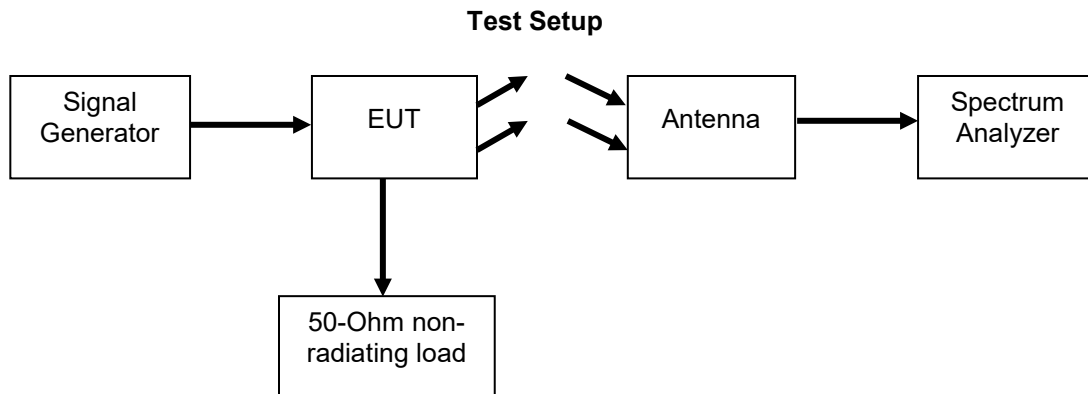 Test Setup
Signal
Generator
EUT
Antenna
Spectrum
Analyzer
50-Ohm non-
radiating load